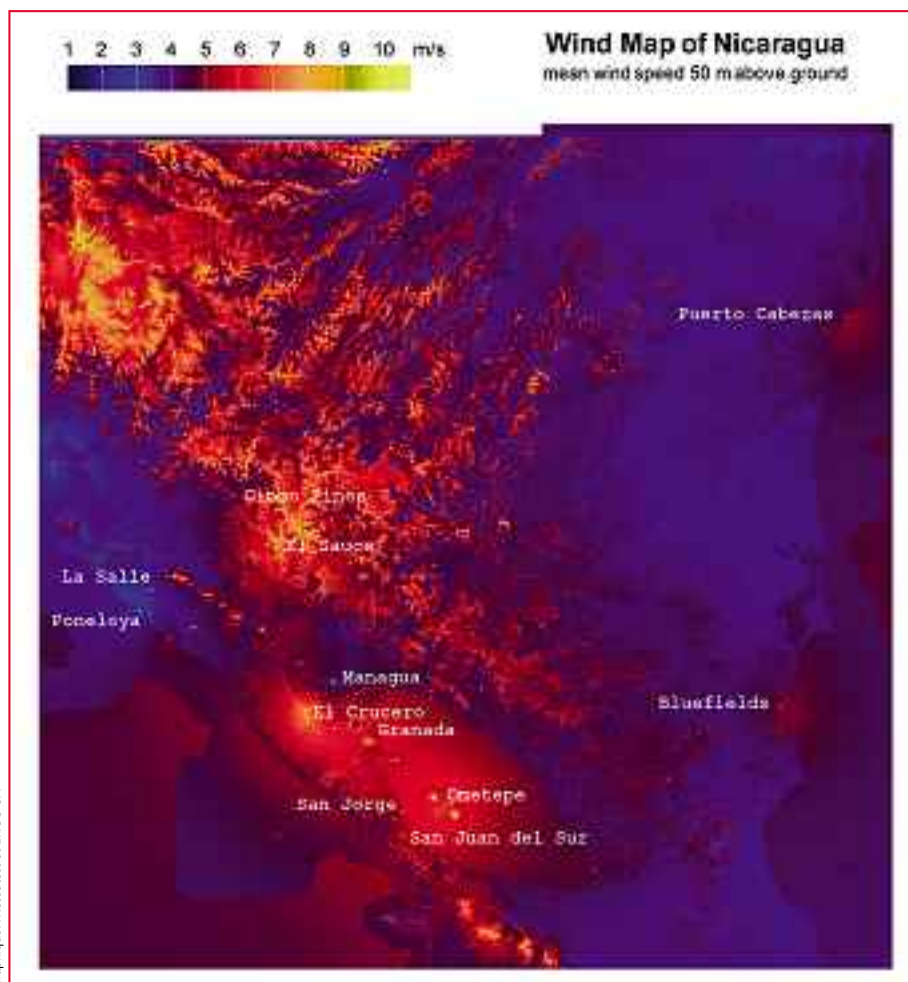 1 2 3 4 5 6 7 8 9 10 m/s
Wind Map of Nicaragua
mean wind speed 50 m above ground
Puerto Cabezas
El Sauce
La Salle
Poneloya
Managua
El Crucero
Bluefields
Granada
Ometepe
San Jorge
San Juan del Sur